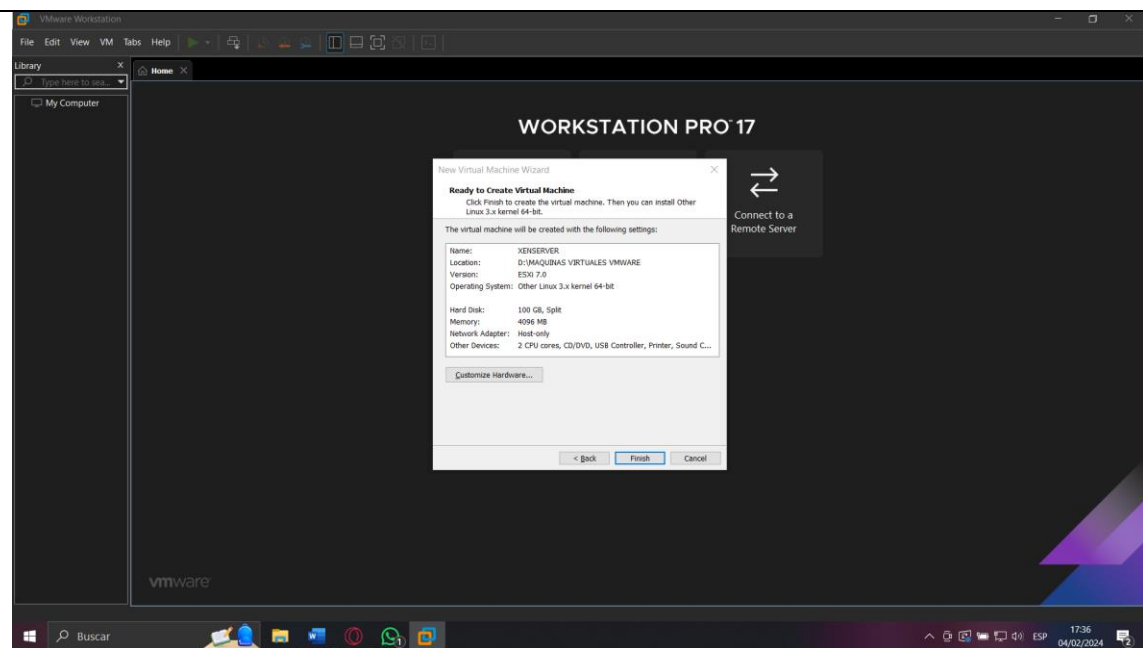 VMware Workstation
File Edit View VM Tabs Help
Library X
Home X
Type here to sea...
My Computer
WORKSTATION PRO™ 17
New Virtual Machine Wizard
Ready to Create Virtual Machine
Click Finish to create the virtual machine. Then you can install Other
Linux 3.x kernel 64-bit.
The virtual machine will be created with the following settings:
Name: XENSERVER
Location: D:\MAQUINAS VIRTUALES VMWARE
Version: ESXi 7.0
Operating System: Other Linux 3.x kernel 64-bit
Hard Disk: 100 GB, Split
Memory: 4096 MB
Network Adapter: Host-only
Other Devices: 2 CPU cores, CD/DVD, USB Controller, Printer, Sound C...
Customize Hardware...
< Back Finish Cancel
Connect to a
Remote Server
vmware
Buscar
ESP
17:36
04/02/2024